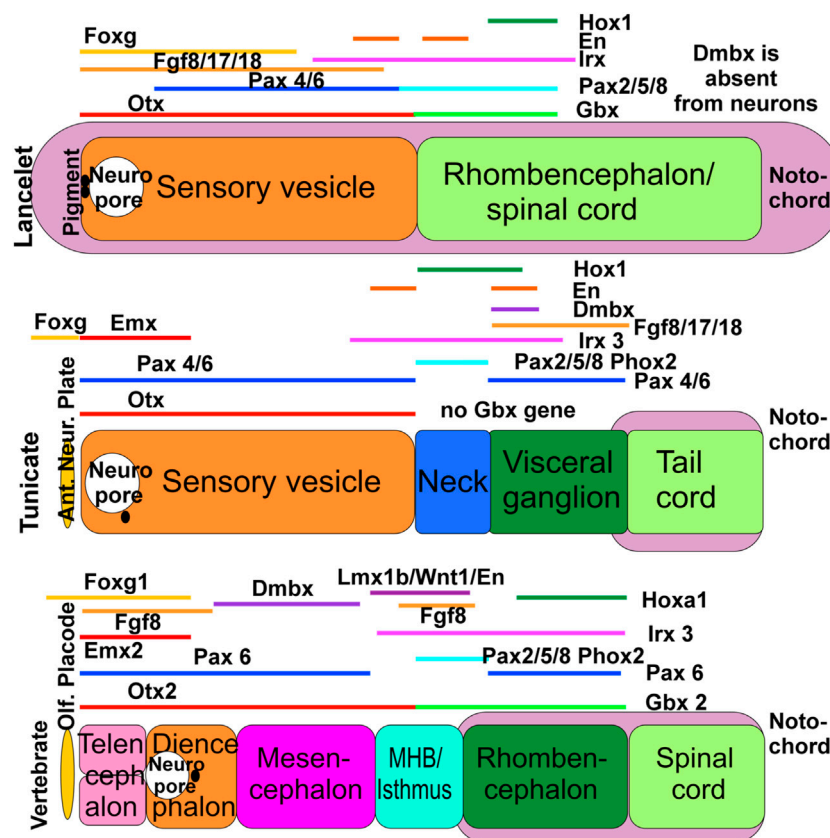 Hox1
Foxg
En
Fgf8/17/18
Irx
Dmbx is
absent
from neurons
Pax 4/6
Pax2/5/8
Otx
Gbx
Lancelet
Pigment
Neuro
pore
Sensory vesicle
Rhombencephalon/
spinal cord
Noto-
chord
Hox1
En
Dmbx
Foxg
Emx
Fgf8/17/18
Irx 3
Pax 4/6
Pax2/5/8 Phox2
Pax 4/6
Otx
no Gbx gene
Tunicate
Ant. Neur. Plate
Neuro
pore
Sensory vesicle
Neck
Visceral
ganglion
Tail
cord
Noto-
chord
Lmx1b/Wnt1/En
Foxg1
Dmbx
Hoxa1
Fgf8
Fgf8
Irx 3
Emx2
Pax 6
Pax2/5/8 Phox2
Pax 6
Otx2
Gbx 2
Vertebrate
Olf. Placode
Telen
ceph
alon
Dience
phalon
Neuro
pore
Mesen-
cephalon
MHB/
Isthmus
Rhomben-
cephalon
Spinal
cord
Noto-
chord